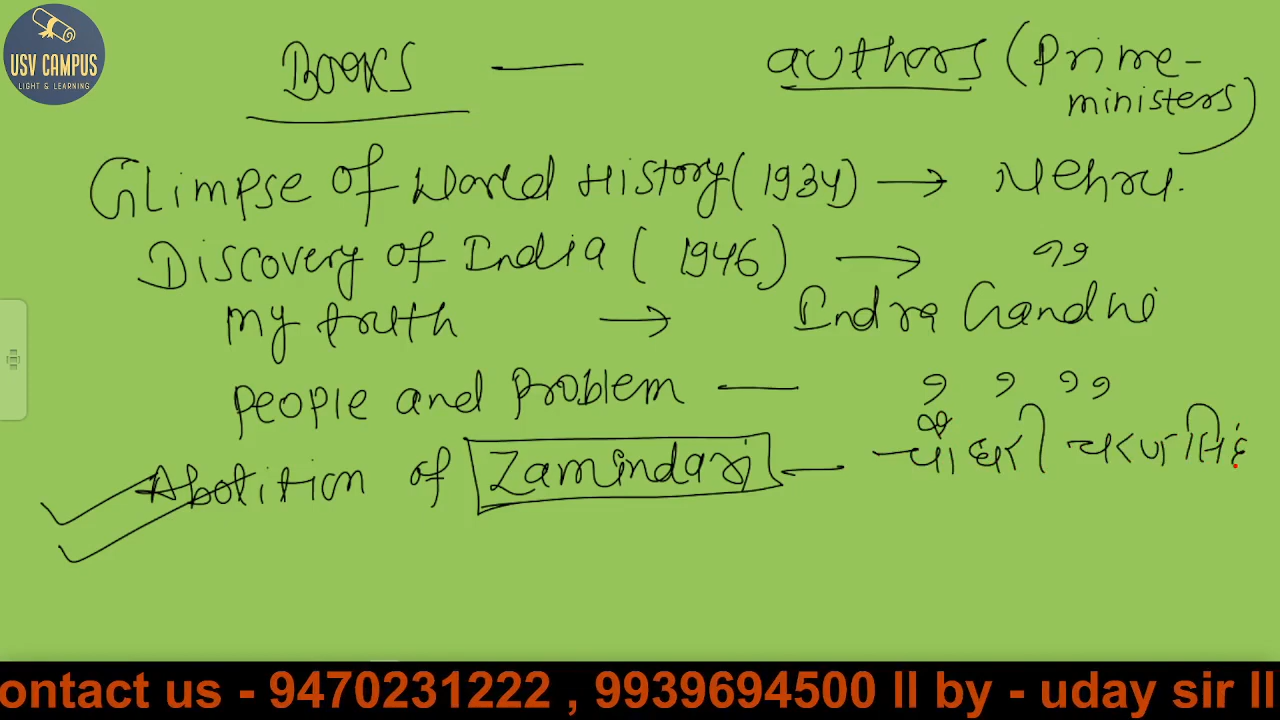 USV CAMPUS
LIGHT & LEARNING
BOOKS — authors (Prime-
ministers)
Glimpse of World History (1934) → Nehru.
Discovery of India (1946) → ,,
My truth → Indra Gandhi
People and Problem — , , ,,
Abolition of Zamindari — चौधरी चरण सिंह
ontact us - 9470231222 , 9939694500 ll by - uday sir ll